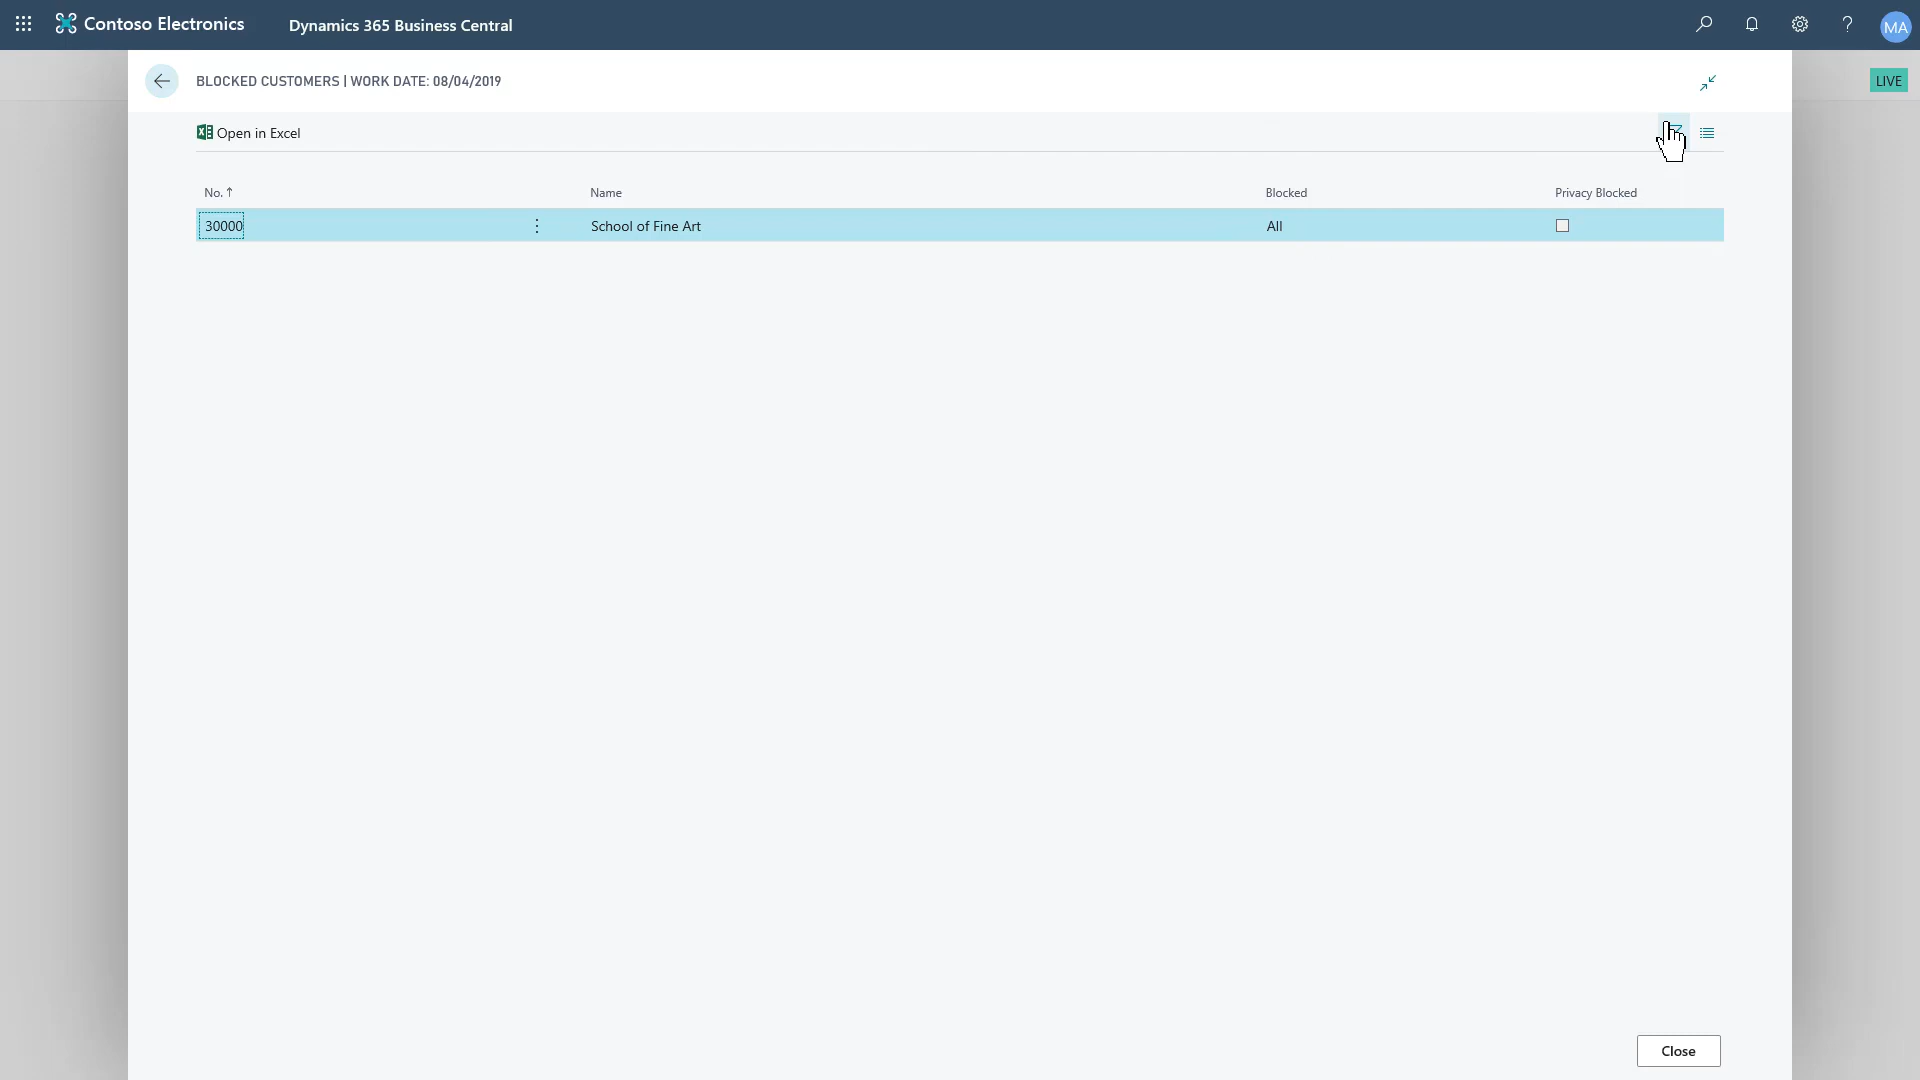 Contoso Electronics
Dynamics 365 Business Central
?
MA
BLOCKED CUSTOMERS | WORK DATE: 08/04/2019
LIVE
Open in Excel
No. ↑
Name
Blocked
Privacy Blocked
30000
School of Fine Art
All
Close